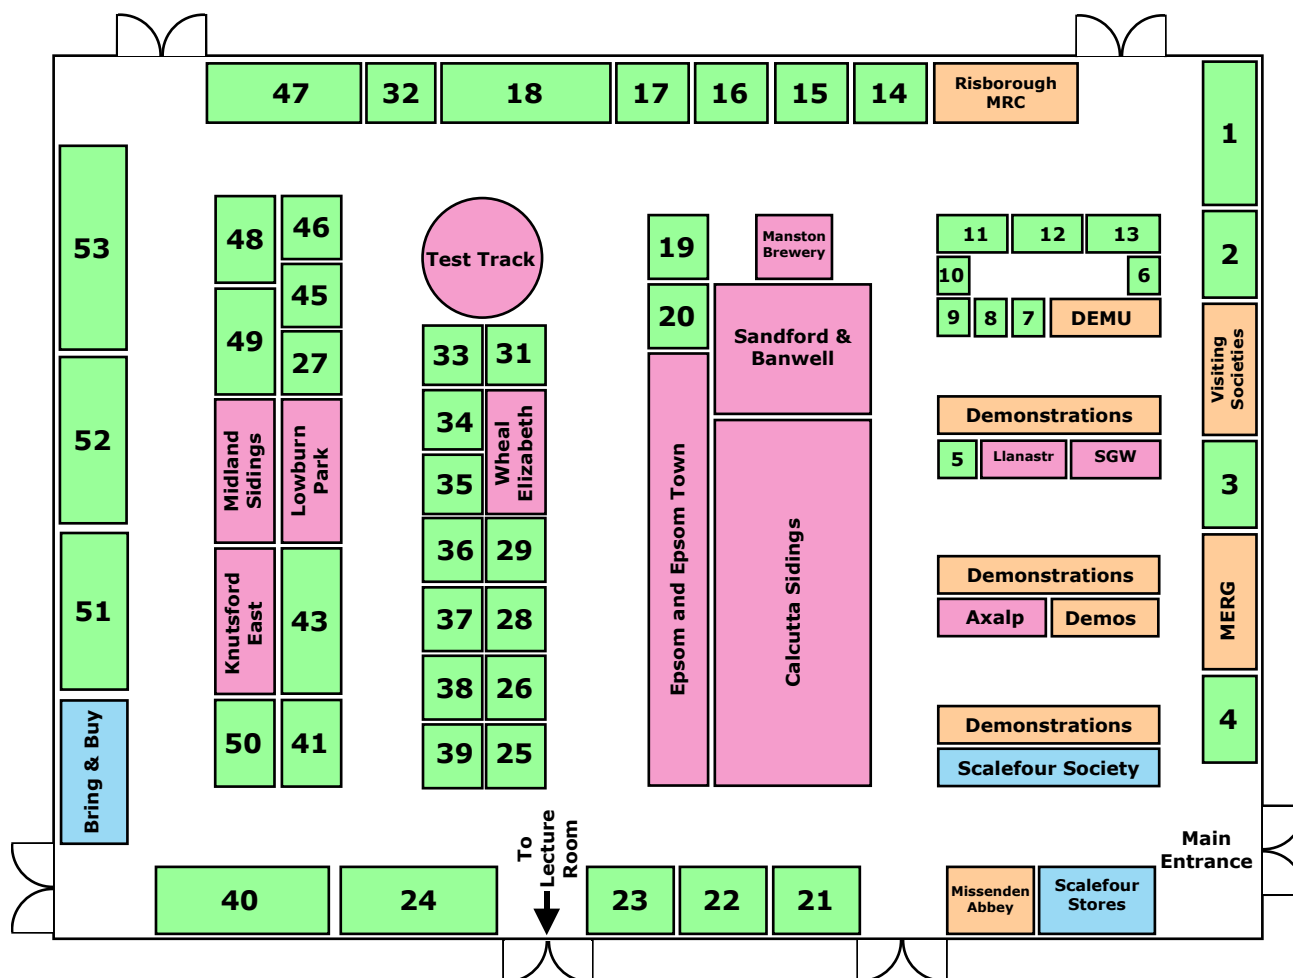 47
32
18
17
16
15
14
Risborough
MRC
1
53
48
46
Test Track
19
Manston
Brewery
11
12
13
2
45
10
6
49
20
Sandford &
Banwell
9
8
7
DEMU
27
33
31
Visiting
Societies
52
Midland
Sidings
Lowburn
Park
34
Wheal
Elizabeth
35
Epsom and Epsom Town
Calcutta Sidings
Demonstrations
5
Llanastr
SGW
3
51
Knutsford
East
43
36
29
37
28
Demonstrations
Axalp
Demos
MERG
38
26
Bring & Buy
50
41
39
25
Demonstrations
Scalefour Society
4
To
Lecture
Room
Main
Entrance
40
24
23
22
21
Missenden
Abbey
Scalefour
Stores